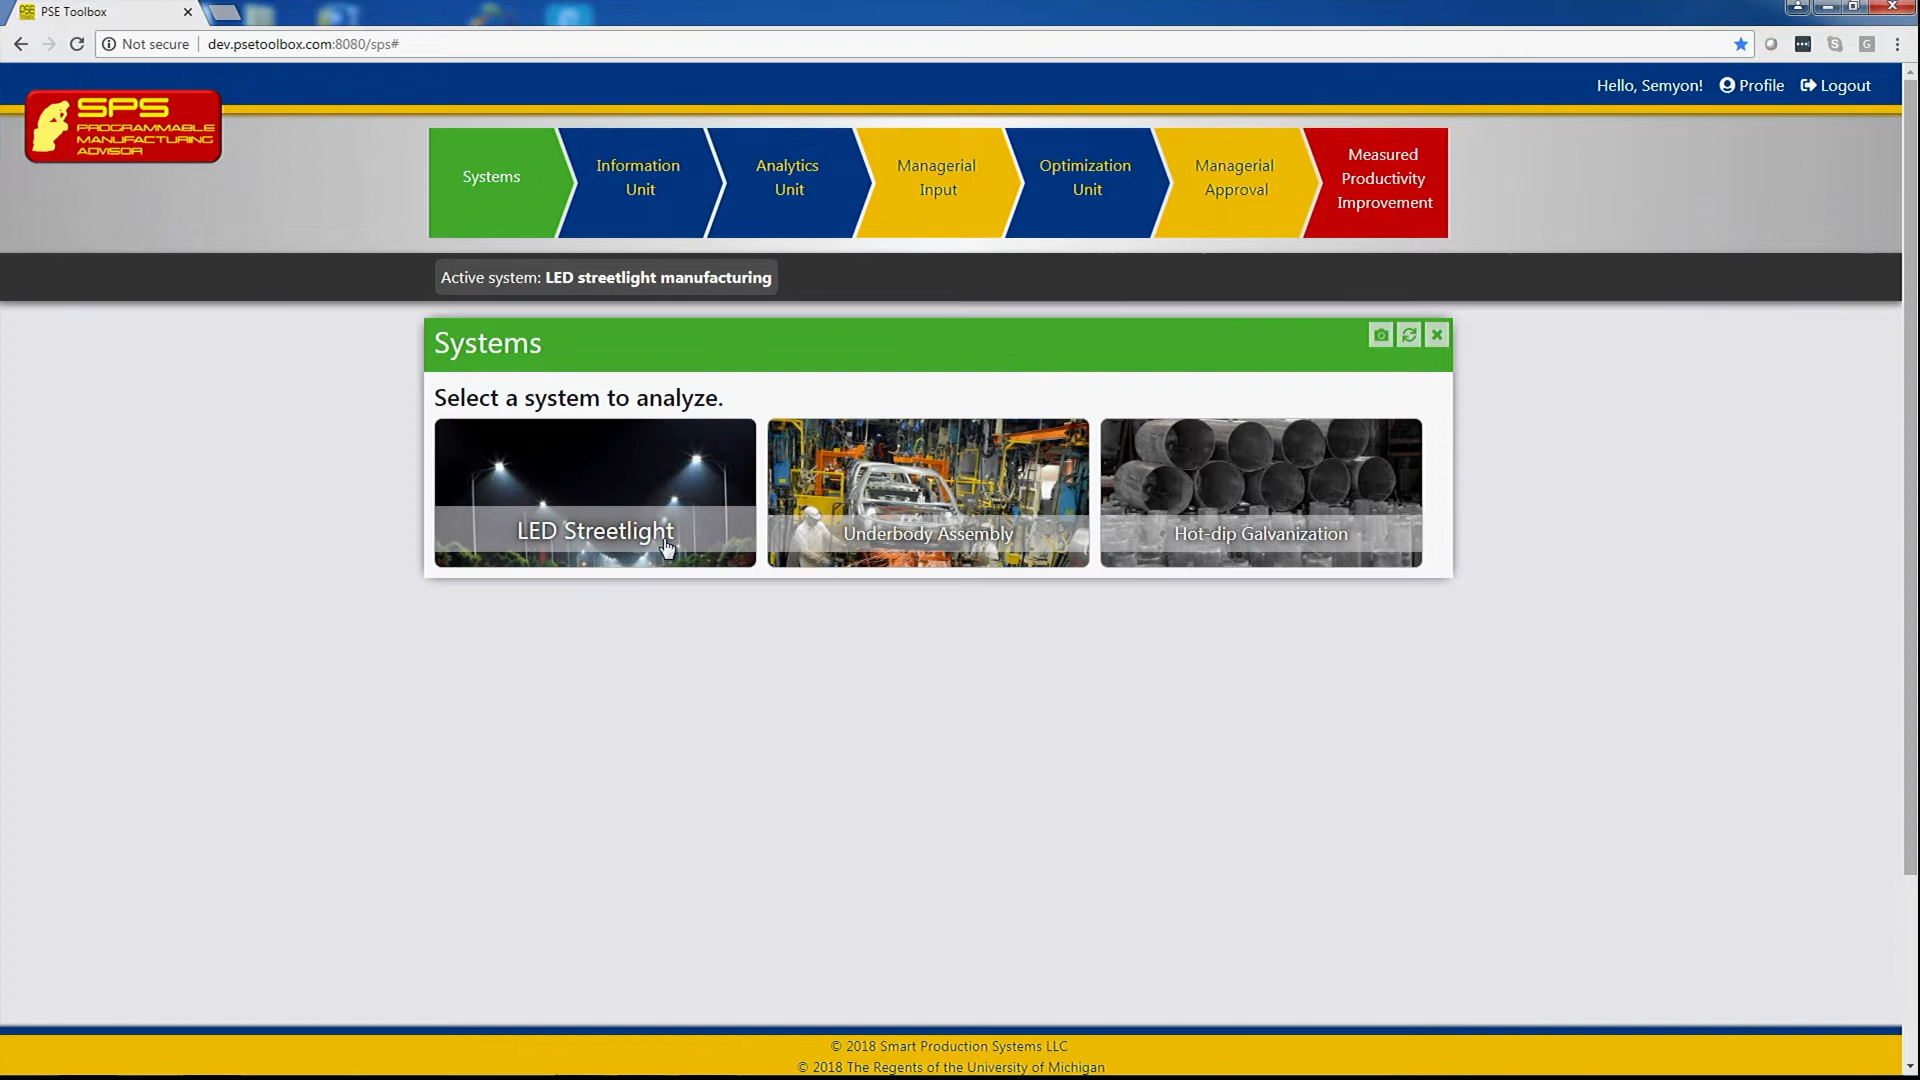 PSE Toolbox
Not secure
dev.psetoolbox.com:8080/sps#
Hello, Semyon! Profile Logout
SPS
PROGRAMMABLE
MANUFACTURING
ADVISOR
Systems
Information
Unit
Analytics
Unit
Managerial
Input
Optimization
Unit
Managerial
Approval
Measured
Productivity
Improvement
Active system: LED streetlight manufacturing
Systems
Select a system to analyze.
LED Streetlight
Underbody Assembly
Hot-dip Galvanization
© 2018 Smart Production Systems LLC
© 2018 The Regents of the University of Michigan